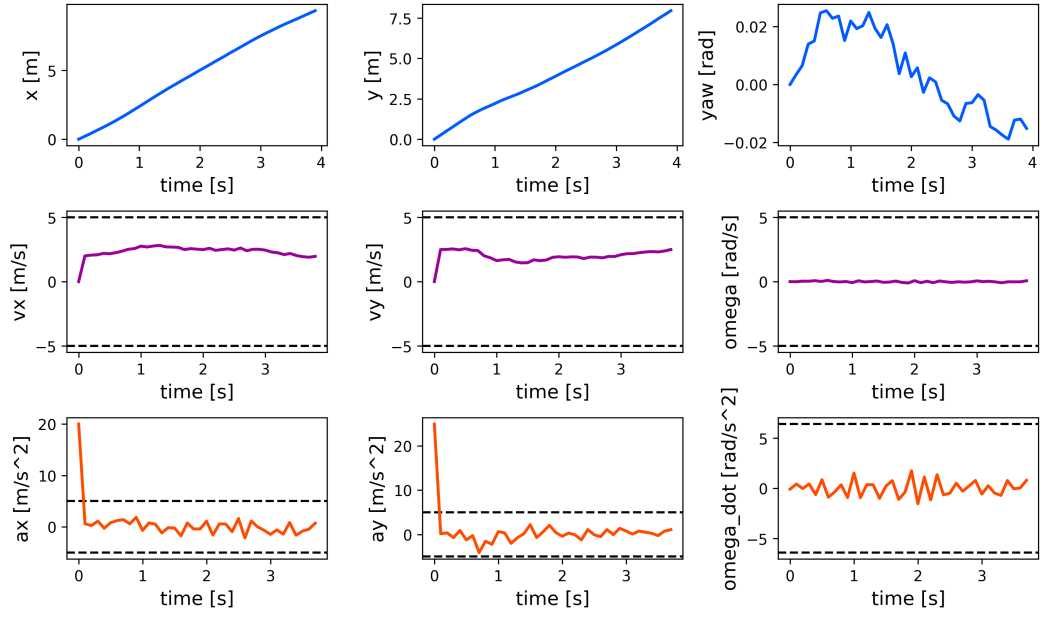 x [m]
5
0
0 1 2 3 4
time [s]
y [m]
7.5
5.0
2.5
0.0
0 1 2 3 4
time [s]
yaw [rad]
0.02
0.00
−0.02
0 1 2 3 4
time [s]
vx [m/s]
5
0
−5
0 1 2 3
time [s]
vy [m/s]
5
0
−5
0 1 2 3
time [s]
omega [rad/s]
5
0
−5
0 1 2 3
time [s]
ax [m/s^2]
20
10
0
0 1 2 3
time [s]
ay [m/s^2]
20
10
0
0 1 2 3
time [s]
omega_dot [rad/s^2]
5
0
−5
0 1 2 3
time [s]